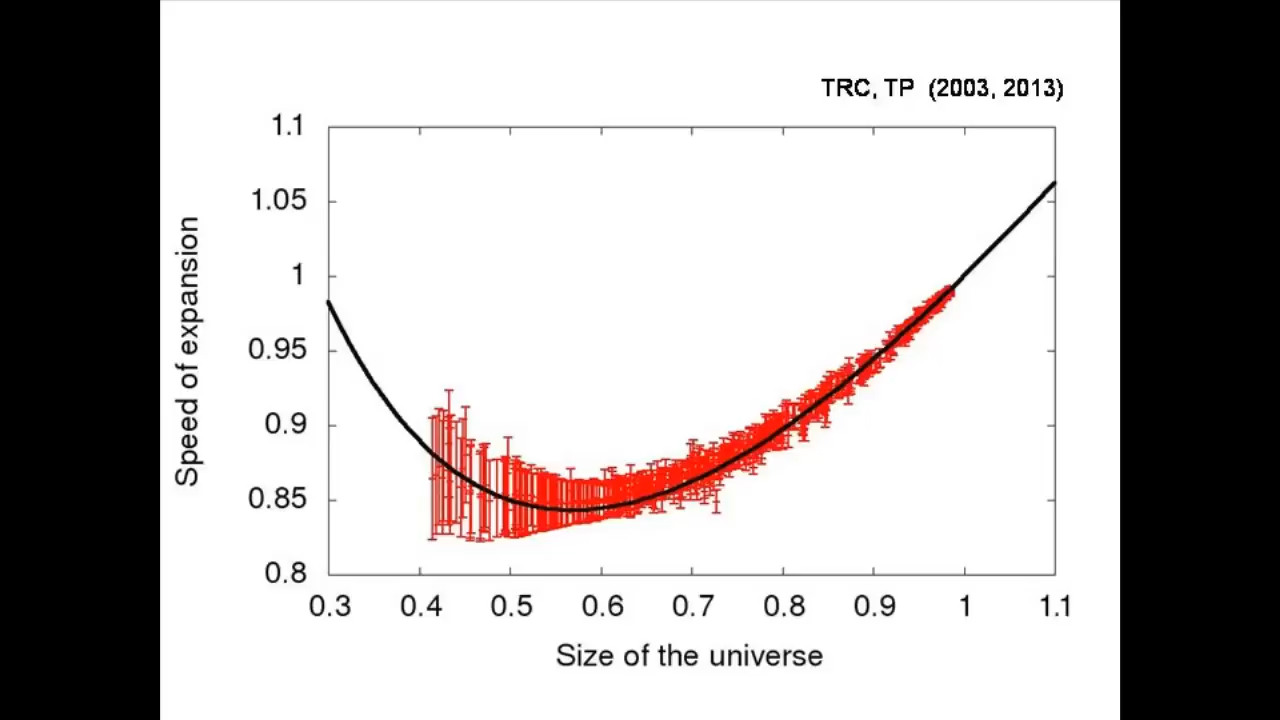 TRC, TP (2003, 2013)
1.1
1.05
1
0.95
0.9
0.85
0.8
Speed of expansion
0.3 0.4 0.5 0.6 0.7 0.8 0.9 1 1.1
Size of the universe